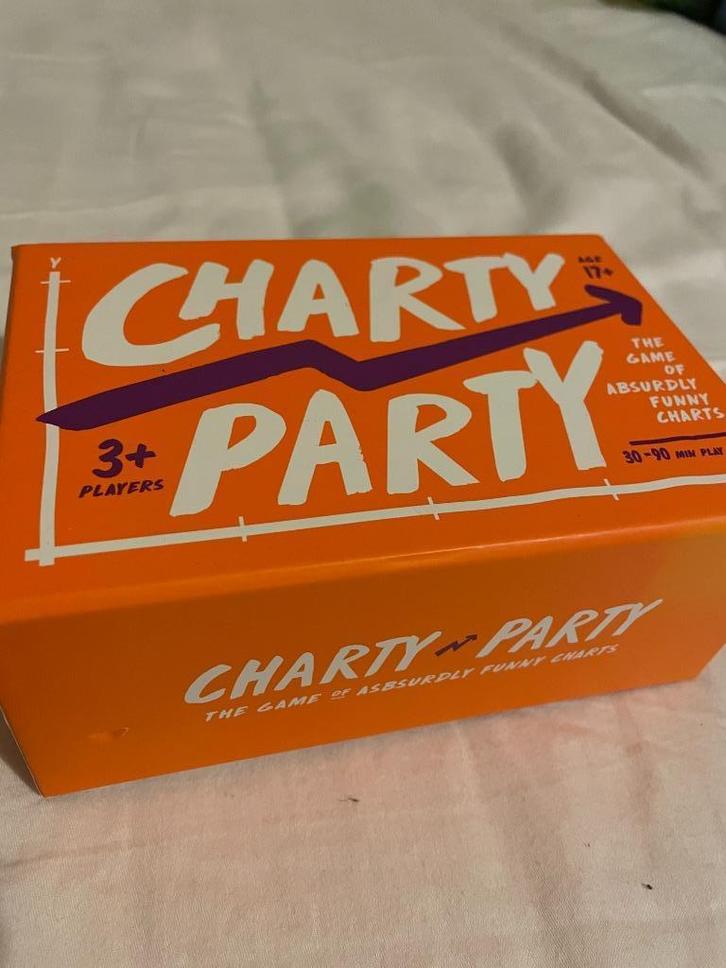 Y
CHARTY
AGE
17+
PARTY
THE
GAME
OF
ABSURDLY
FUNNY
CHARTS
3+
PLAYERS
30-90 MIN PLAY
CHARTY PARTY
THE GAME OF ASBSURDLY FUNNY CHARTS